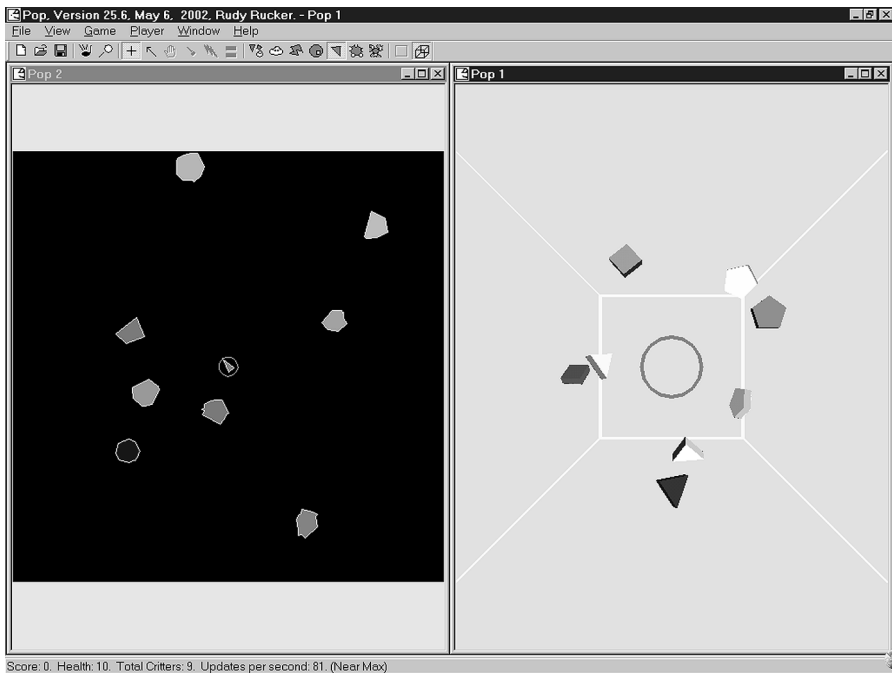 Pop, Version 25.6, May 6, 2002, Rudy Rucker. - Pop 1
File View Game Player Window Help
Pop 2
Pop 1
Score: 0. Health: 10. Total Critters: 9. Updates per second: 81. (Near Max)